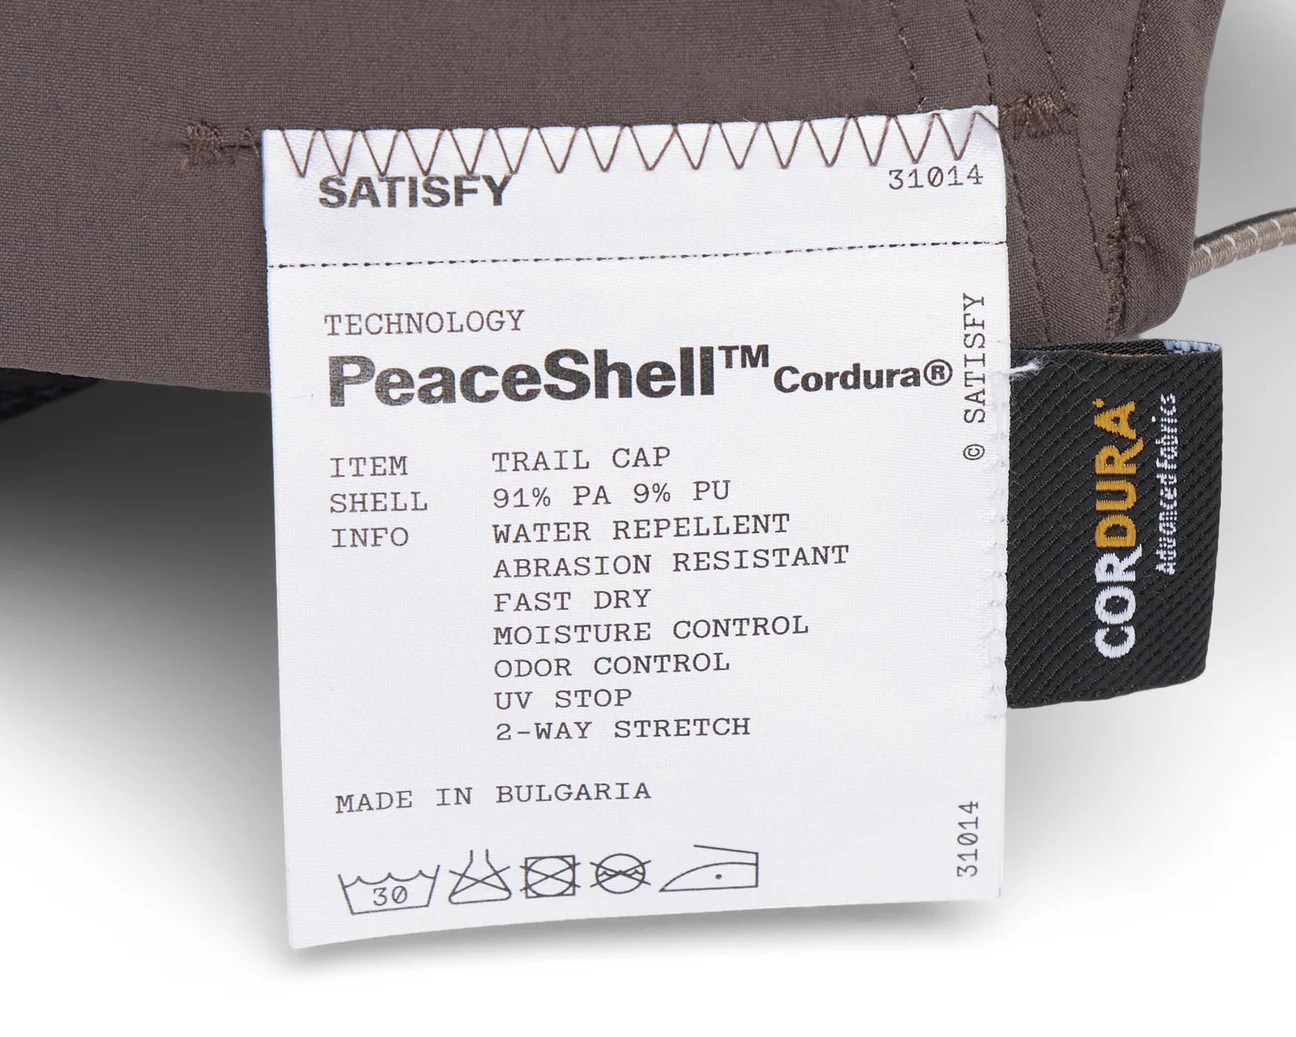 SATISFY
31014
TECHNOLOGY
PeaceShell™ Cordura®
ITEM TRAIL CAP
SHELL 91% PA 9% PU
INFO WATER REPELLENT
ABRASION RESISTANT
FAST DRY
MOISTURE CONTROL
ODOR CONTROL
UV STOP
2-WAY STRETCH
MADE IN BULGARIA
30
© SATISFY
31014
CORDURA
Advanced Fabrics